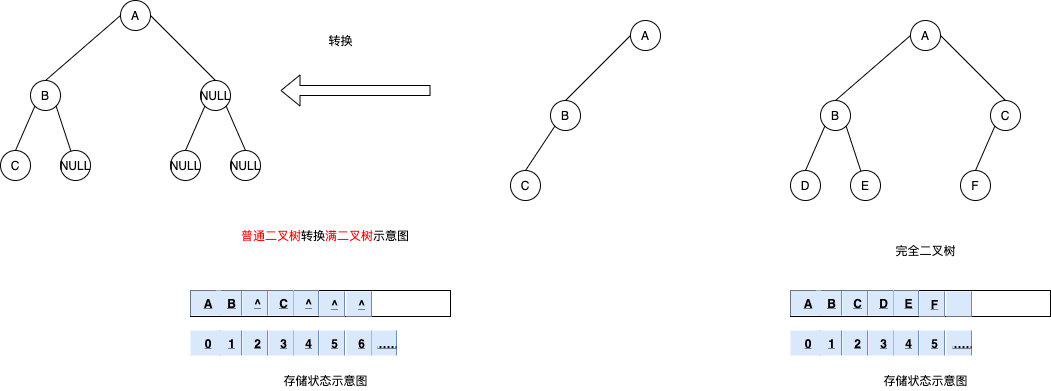 A
转换
B
NULL
C
NULL
NULL
NULL
A
B
C
普通二叉树转换满二叉树示意图
A
B
C
D
E
F
完全二叉树
A B ^ C ^ ^ ^
0 1 2 3 4 5 6 .....
存储状态示意图
A B C D E F
0 1 2 3 4 5 .....
存储状态示意图